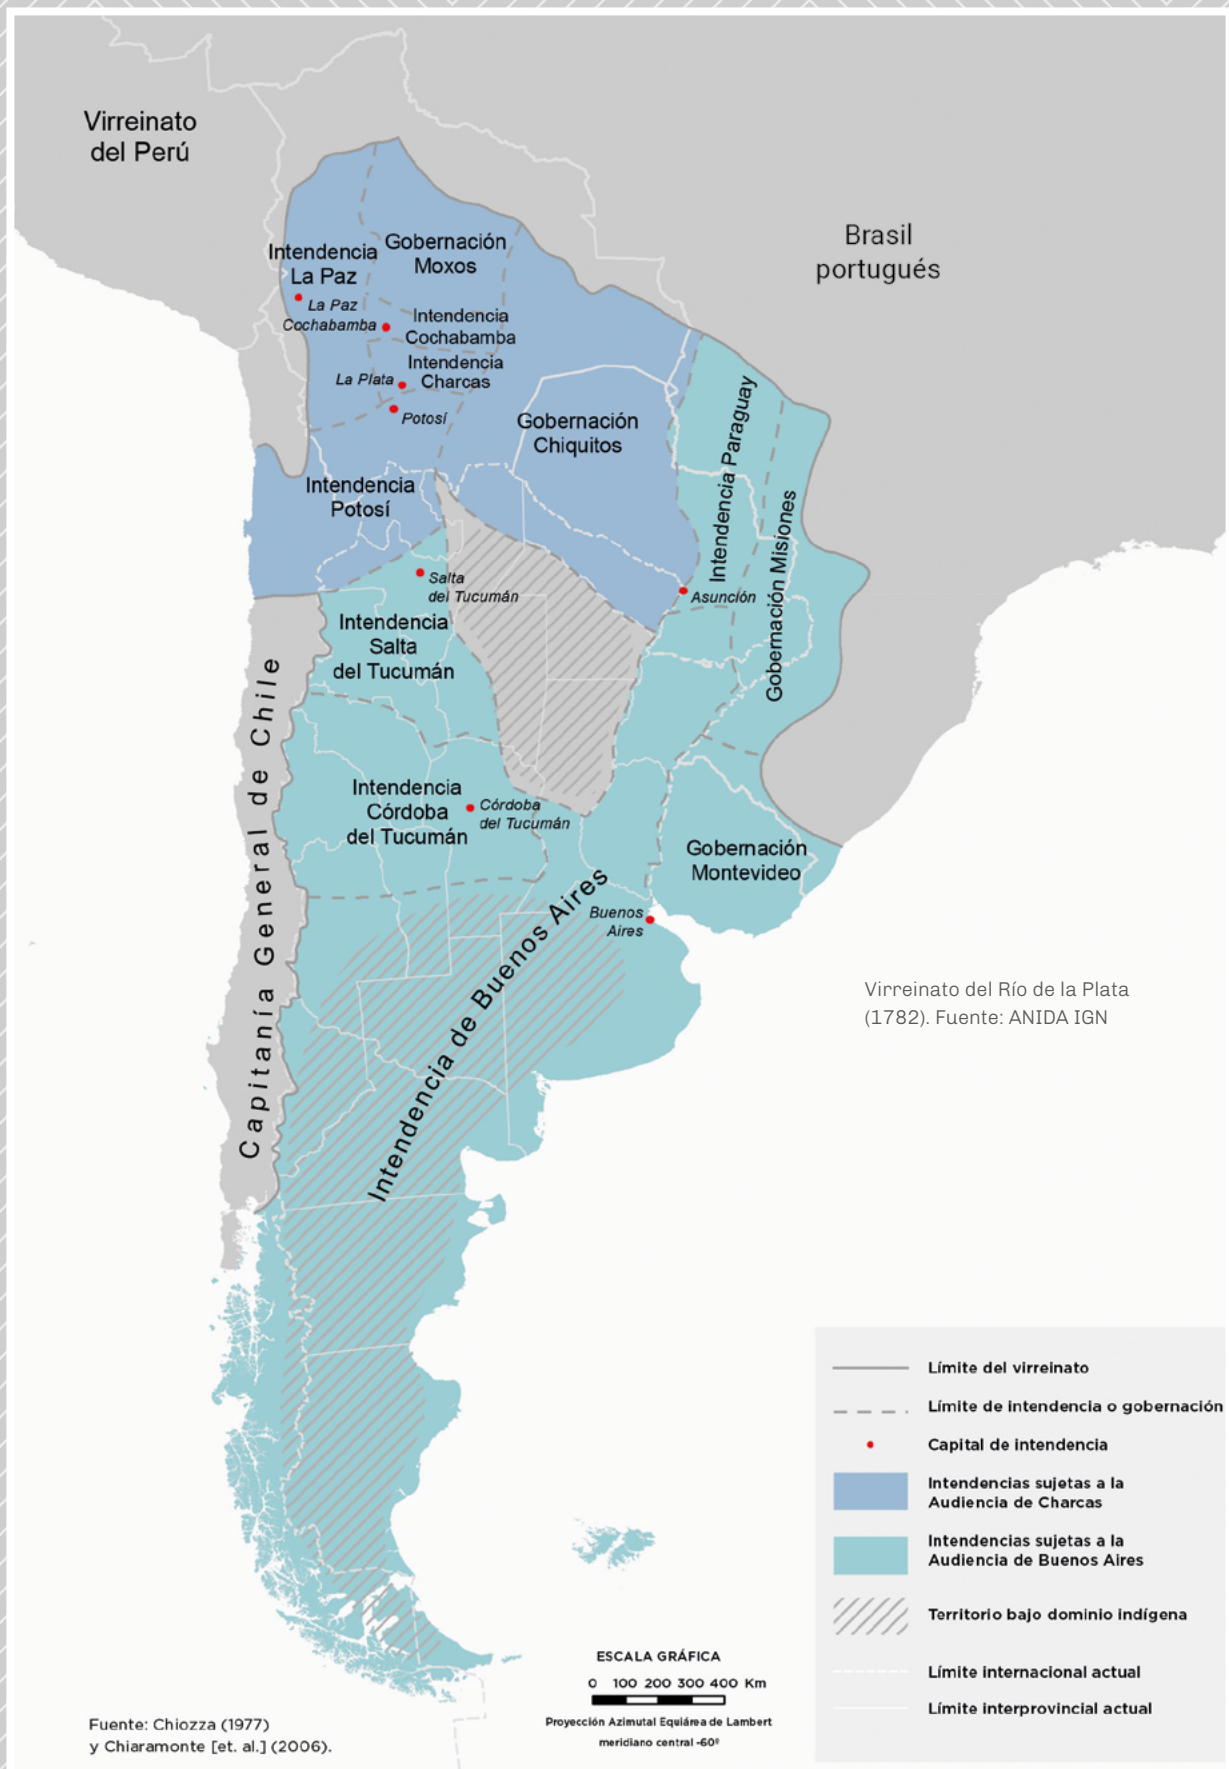 Virreinato
del Perú
Brasil
portugués
Intendencia
La Paz
Gobernación
Moxos
La Paz
Cochabamba
Intendencia
Cochabamba
La Plata
Intendencia
Charcas
Potosí
Gobernación
Chiquitos
Intendencia Paraguay
Intendencia
Potosí
Gobernación Misiones
Salta
del Tucumán
Asunción
Intendencia
Salta
del Tucumán
Capitanía General de Chile
Intendencia
Córdoba
del Tucumán
Córdoba
del Tucumán
Gobernación
Montevideo
Intendencia de Buenos Aires
Buenos
Aires
Virreinato del Río de la Plata
(1782). Fuente: ANIDA IGN
Límite del virreinato
Límite de intendencia o gobernación
Capital de intendencia
Intendencias sujetas a la
Audiencia de Charcas
Intendencias sujetas a la
Audiencia de Buenos Aires
Territorio bajo dominio indígena
Límite internacional actual
Límite interprovincial actual
ESCALA GRÁFICA
0 100 200 300 400 Km
Proyección Azimutal Equiárea de Lambert
meridiano central -60º
Fuente: Chiozza (1977)
y Chiaramonte [et. al.] (2006).